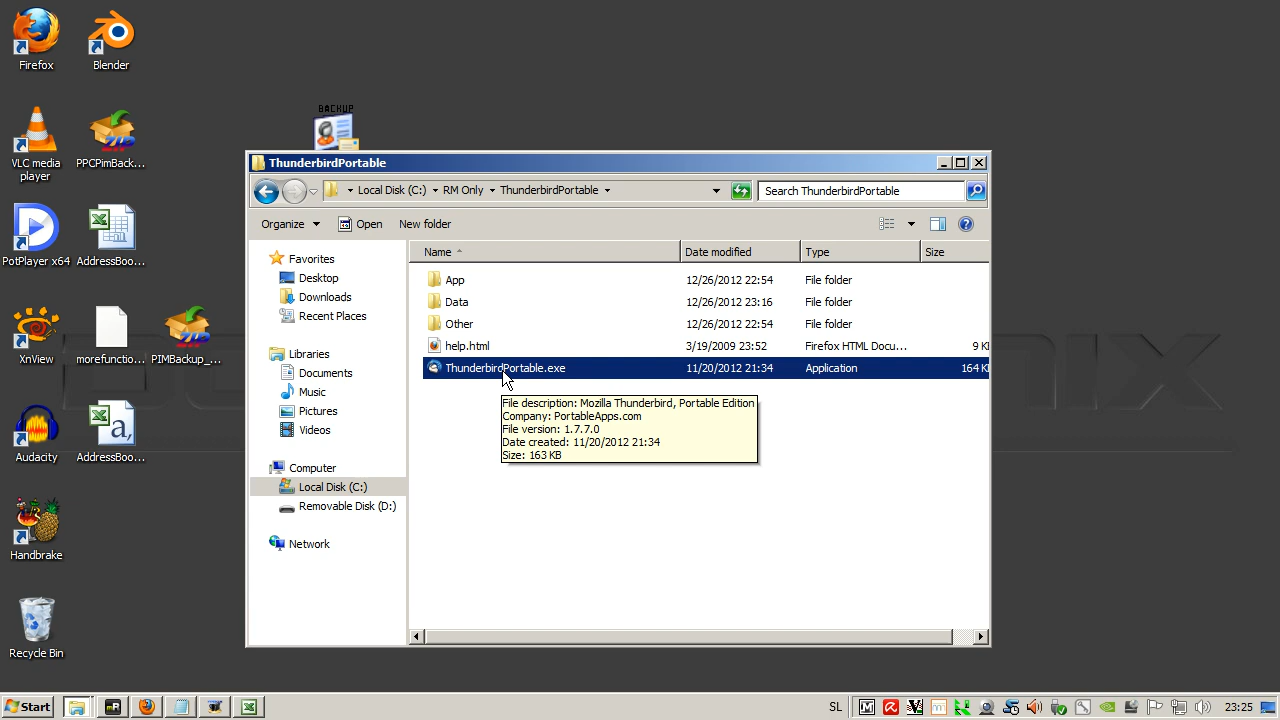 Firefox
Blender
VLC media player
PPCPimBack...
PotPlayer x64
AddressBoo...
XnView
morefunctio...
PIMBackup_...
Audacity
AddressBoo...
Handbrake
Recycle Bin
BACKUP
ThunderbirdPortable
Local Disk (C:) RM Only ThunderbirdPortable
Search ThunderbirdPortable
Organize Open New folder
Favorites
Desktop
Downloads
Recent Places
Libraries
Documents
Music
Pictures
Videos
Computer
Local Disk (C:)
Removable Disk (D:)
Network
Name Date modified Type Size
App 12/26/2012 22:54 File folder
Data 12/26/2012 23:16 File folder
Other 12/26/2012 22:54 File folder
help.html 3/19/2009 23:52 Firefox HTML Docu... 9 K
ThunderbirdPortable.exe 11/20/2012 21:34 Application 164 K
File description: Mozilla Thunderbird, Portable Edition
Company: PortableApps.com
File version: 1.7.7.0
Date created: 11/20/2012 21:34
Size: 163 KB
Start
SL
23:25